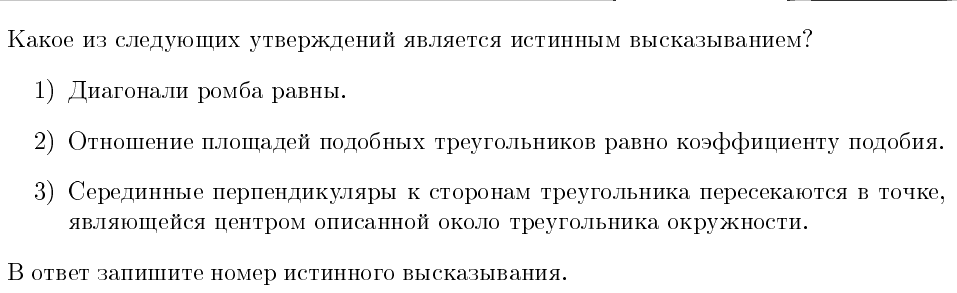 Какое из следующих утверждений является истинным высказыванием?
1) Диагонали ромба равны.
2) Отношение площадей подобных треугольников равно коэффициенту подобия.
3) Серединные перпендикуляры к сторонам треугольника пересекаются в точке,
являющейся центром описанной около треугольника окружности.
В ответ запишите номер истинного высказывания.